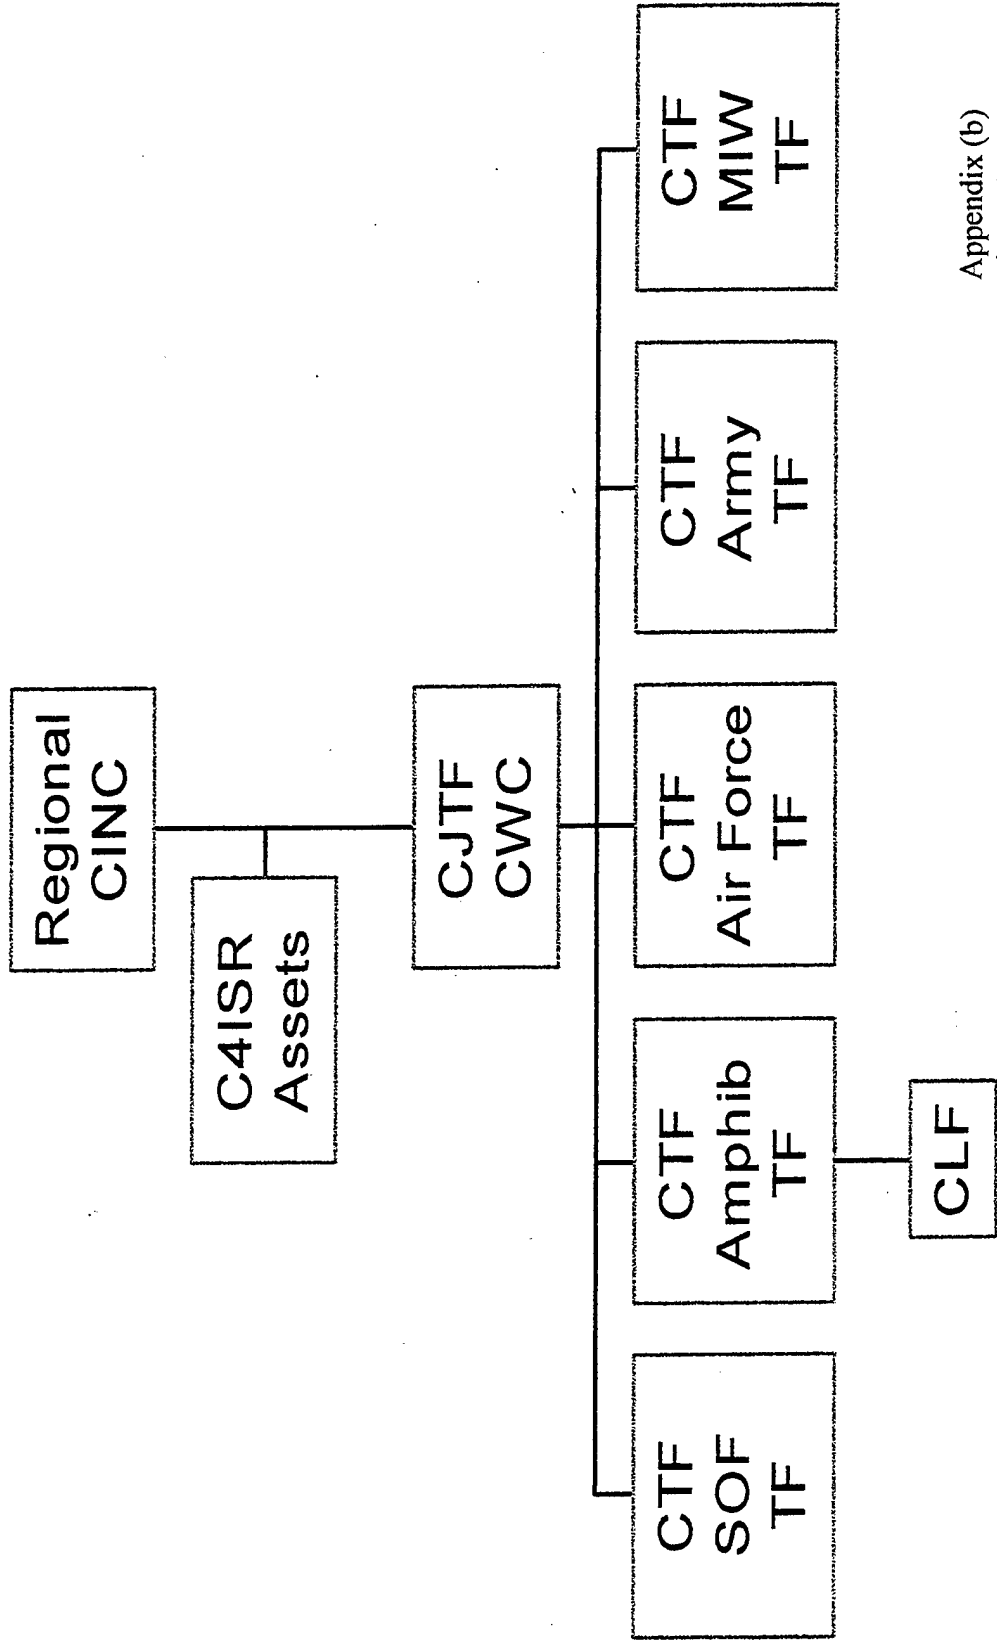 Regional
CINC
C4ISR
Assets
CJTF
CWC
CTF
SOF
TF
CTF
Amphib
TF
CTF
Air Force
TF
CTF
Army
TF
CTF
MIW
TF
CLF
Appendix (b)